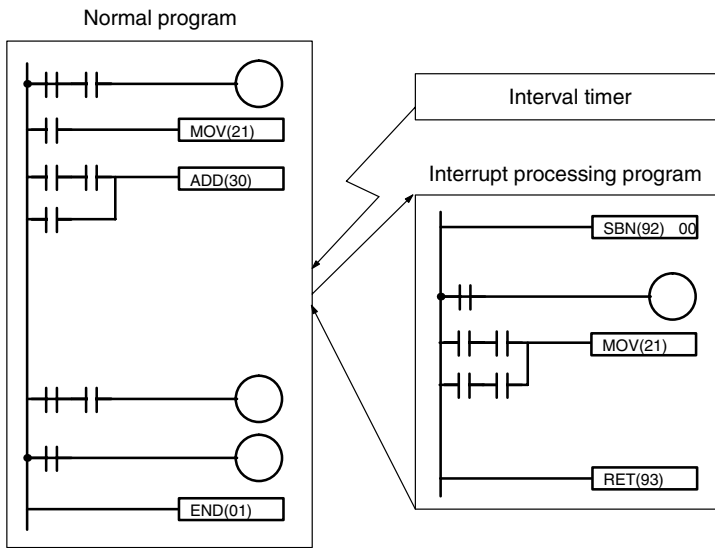 Normal program
MOV(21)
ADD(30)
END(01)
Interval timer
Interrupt processing program
SBN(92) 00
MOV(21)
RET(93)